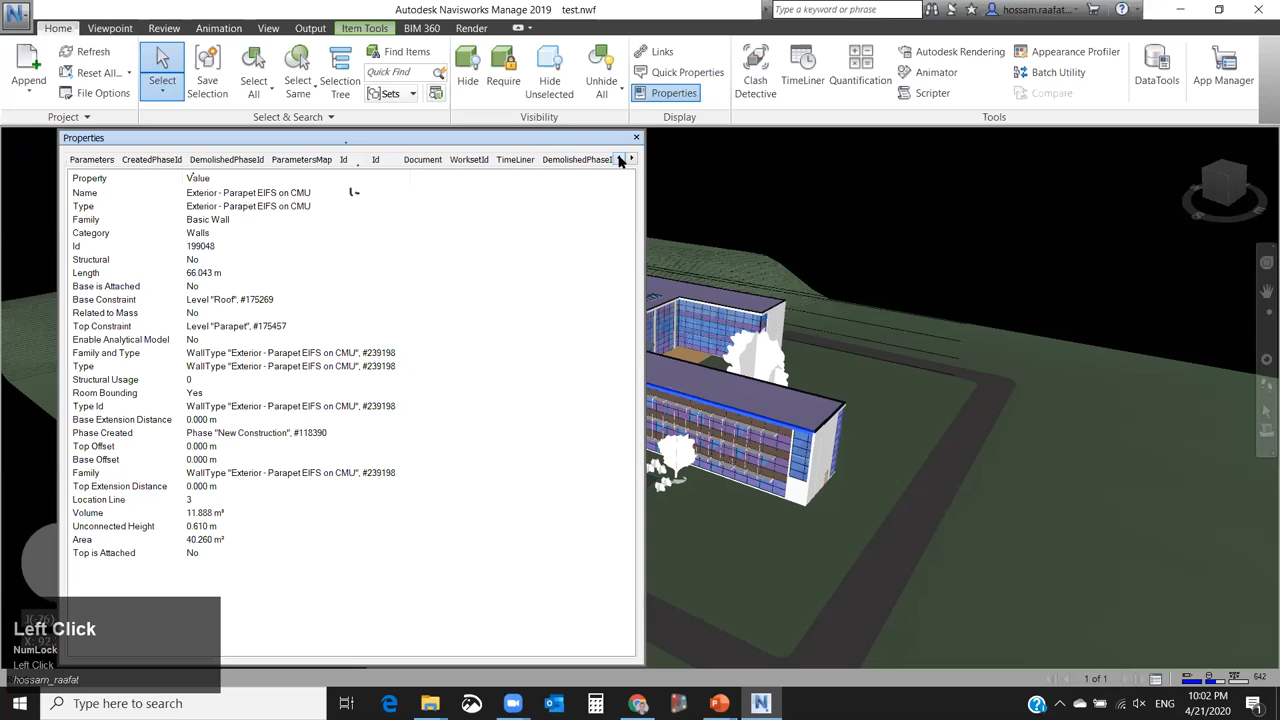 Autodesk Navisworks Manage 2019 test.nwf
Type a keyword or phrase
hossam.raafat...
Home Viewpoint Review Animation View Output Item Tools BIM 360 Render
Append
Refresh
Reset All...
File Options
Project
Select
Save Selection
Select All
Select Same
Selection Tree
Find Items
Quick Find
Sets
Select & Search
Hide
Require
Hide Unselected
Unhide All
Visibility
Links
Quick Properties
Properties
Display
Clash Detective
TimeLiner
Quantification
Autodesk Rendering
Animator
Scripter
Appearance Profiler
Batch Utility
Compare
DataTools
App Manager
Tools
Properties
Parameters CreatedPhaseId DemolishedPhaseId ParametersMap Id Id Document WorksetId TimeLiner DemolishedPhaseI
Property Value
Name Exterior - Parapet EIFS on CMU
Type Exterior - Parapet EIFS on CMU
Family Basic Wall
Category Walls
Id 199048
Structural No
Length 66.043 m
Base is Attached No
Base Constraint Level "Roof", #175269
Related to Mass No
Top Constraint Level "Parapet", #175457
Enable Analytical Model No
Family and Type WallType "Exterior - Parapet EIFS on CMU", #239198
Type WallType "Exterior - Parapet EIFS on CMU", #239198
Structural Usage 0
Room Bounding Yes
Type Id WallType "Exterior - Parapet EIFS on CMU", #239198
Base Extension Distance 0.000 m
Phase Created Phase "New Construction", #118390
Top Offset 0.000 m
Base Offset 0.000 m
Family WallType "Exterior - Parapet EIFS on CMU", #239198
Top Extension Distance 0.000 m
Location Line 3
Volume 11.888 m³
Unconnected Height 0.610 m
Area 40.260 m²
Top is Attached No
Left Click
NumLock
Left Click
hossam_raafat
1 of 1
642
Type here to search
ENG
10:02 PM
4/21/2020